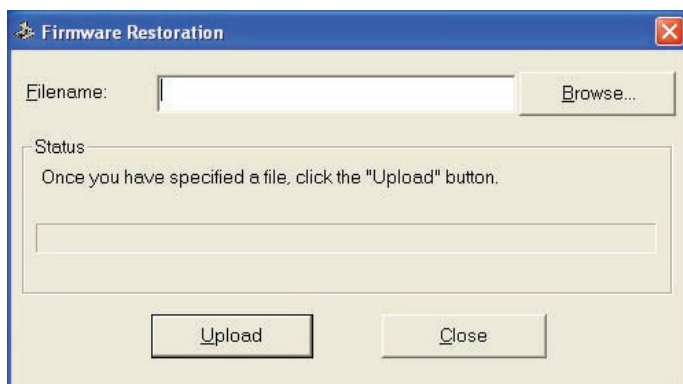 Firmware Restoration
Filename:
Browse...
Status
Once you have specified a file, click the "Upload" button.
Upload
Close